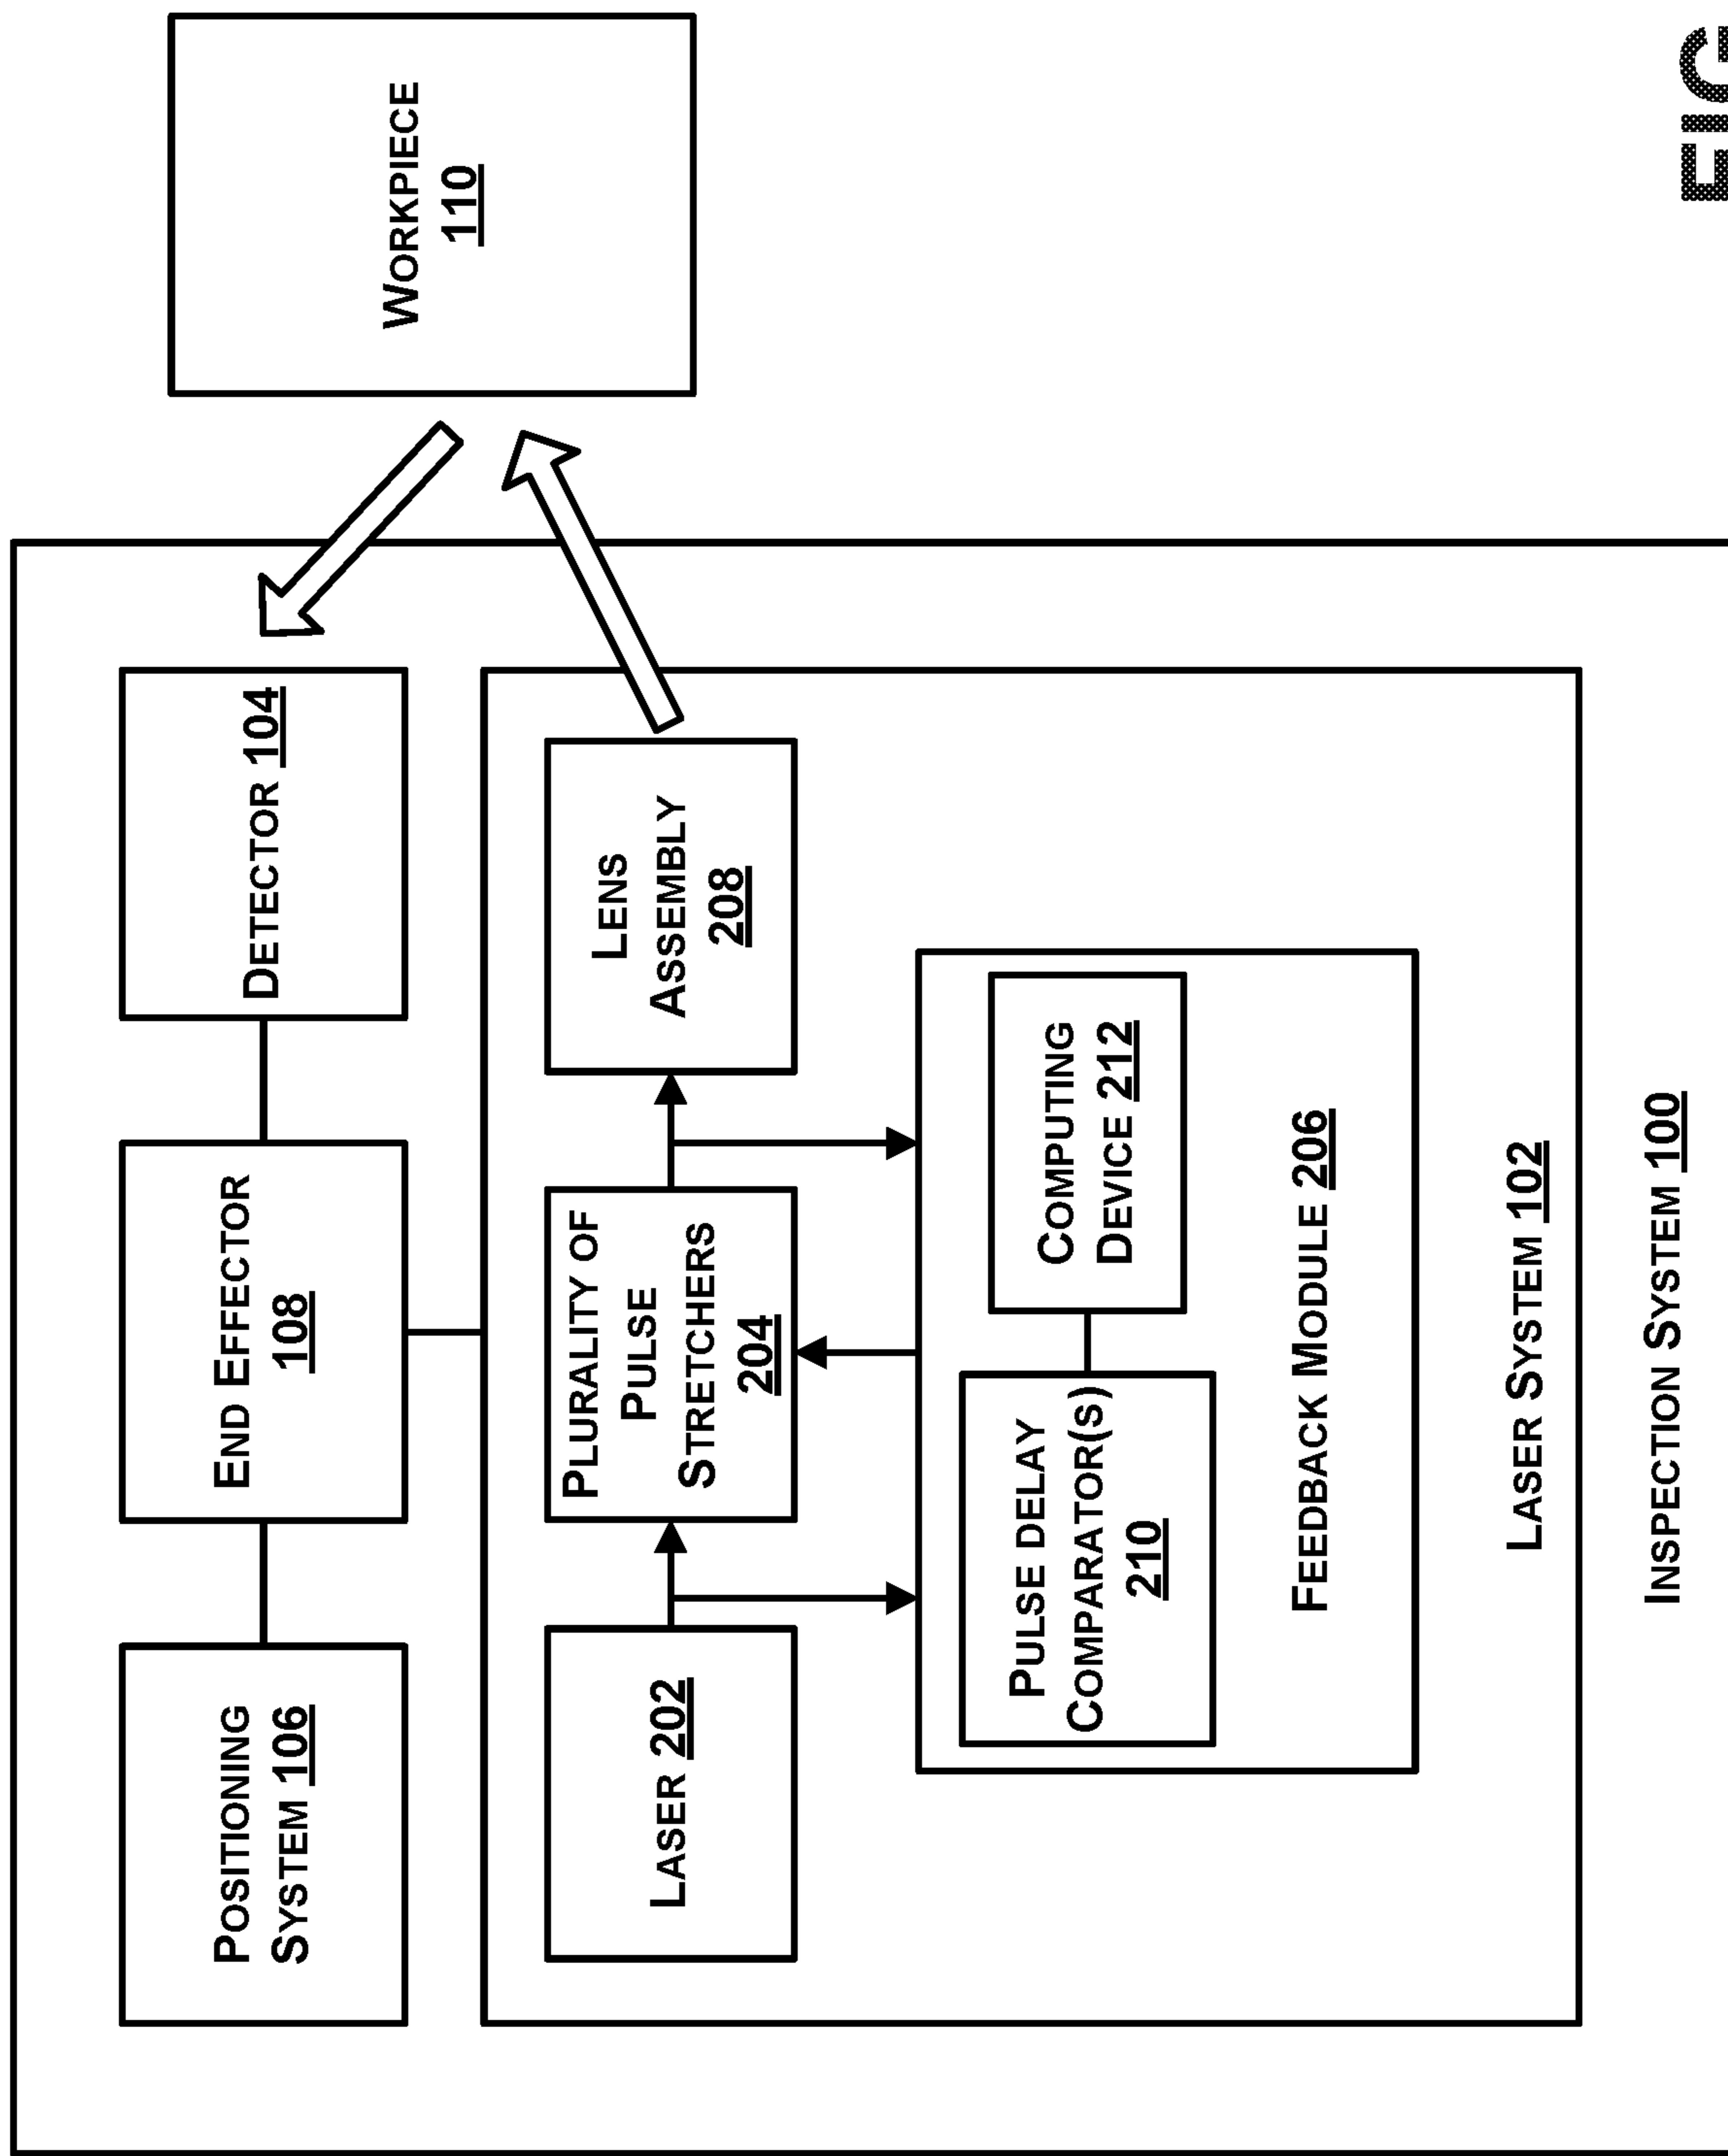 Positioning
System 106
End Effector
108
Detector 104
Workpiece
110
Laser 202
Plurality of
Pulse
Stretchers
204
Lens
Assembly
208
Pulse delay
Comparator(s)
210
Computing
Device 212
Feedback Module 206
Laser System 102
Inspection System 100
FIG